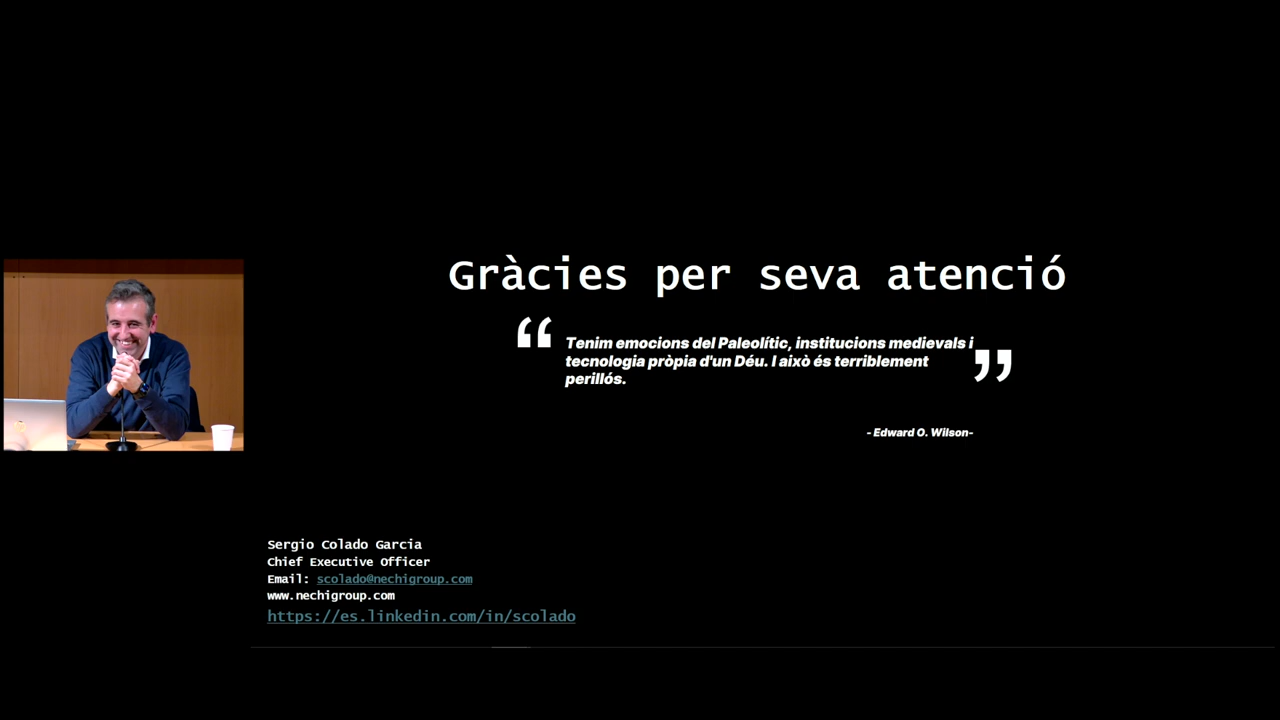 Gràcies per seva atenció
“ Tenim emocions del Paleolític, institucions medievals i
tecnologia pròpia d'un Déu. I això és terriblement
perillós. ”
- Edward O. Wilson-
Sergio Colado Garcia
Chief Executive Officer
Email: scolado@nechigroup.com
www.nechigroup.com
https://es.linkedin.com/in/scolado